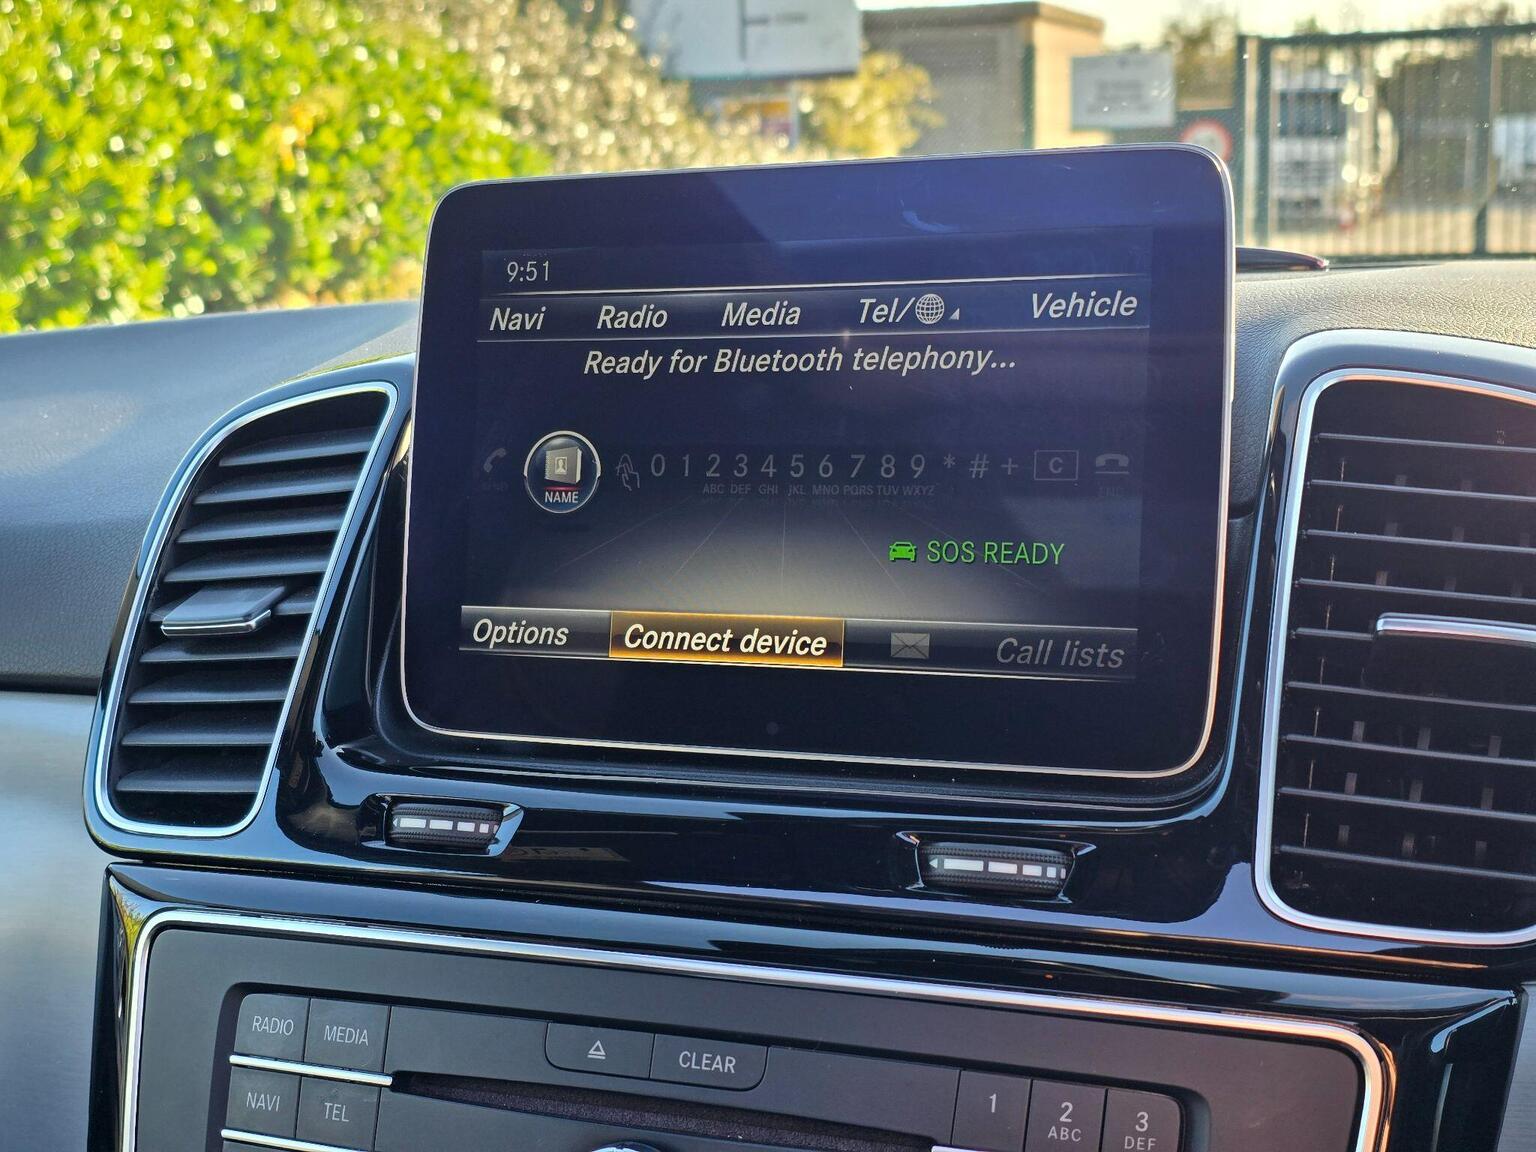 9:51
Navi Radio Media Tel/ Vehicle
Ready for Bluetooth telephony...
NAME 0 1 2 3 4 5 6 7 8 9 * # + C
ABC DEF GHI JKL MNO PQRS TUV WXYZ
SOS READY
Options Connect device Call lists
RADIO MEDIA CLEAR
NAVI TEL 1 2 3
ABC DEF